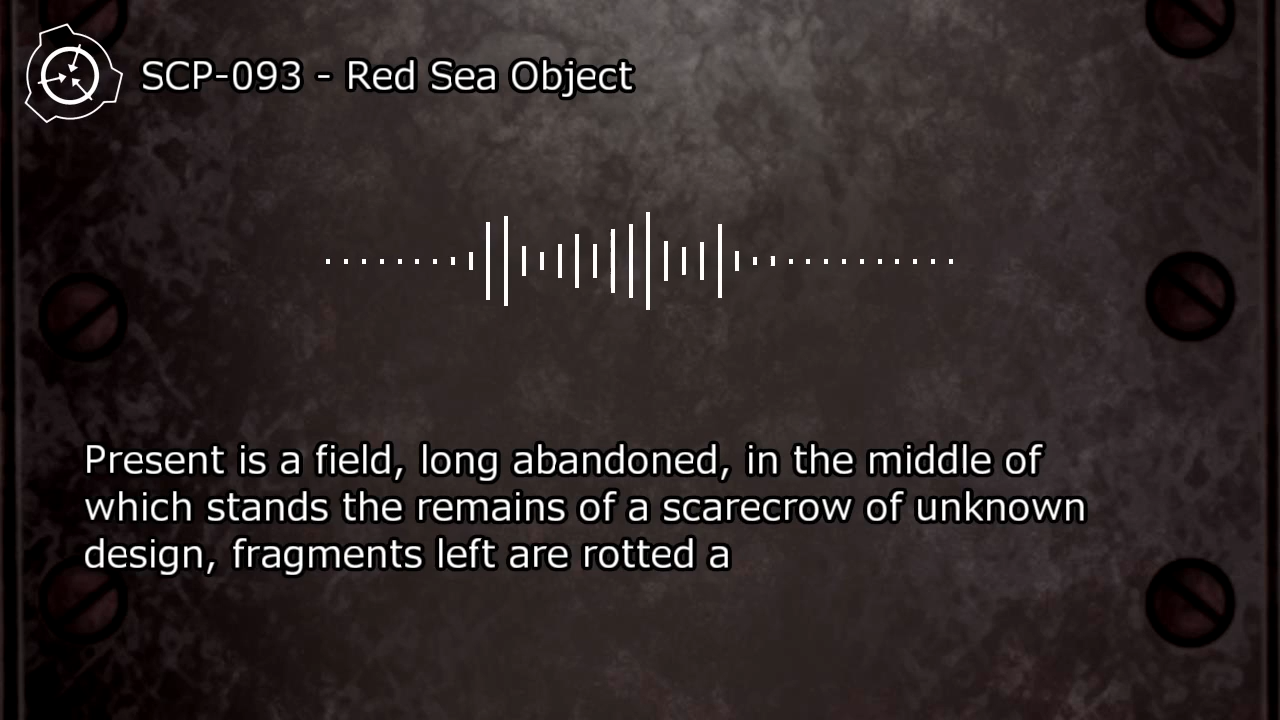 SCP-093 - Red Sea Object
Present is a field, long abandoned, in the middle of
which stands the remains of a scarecrow of unknown
design, fragments left are rotted a